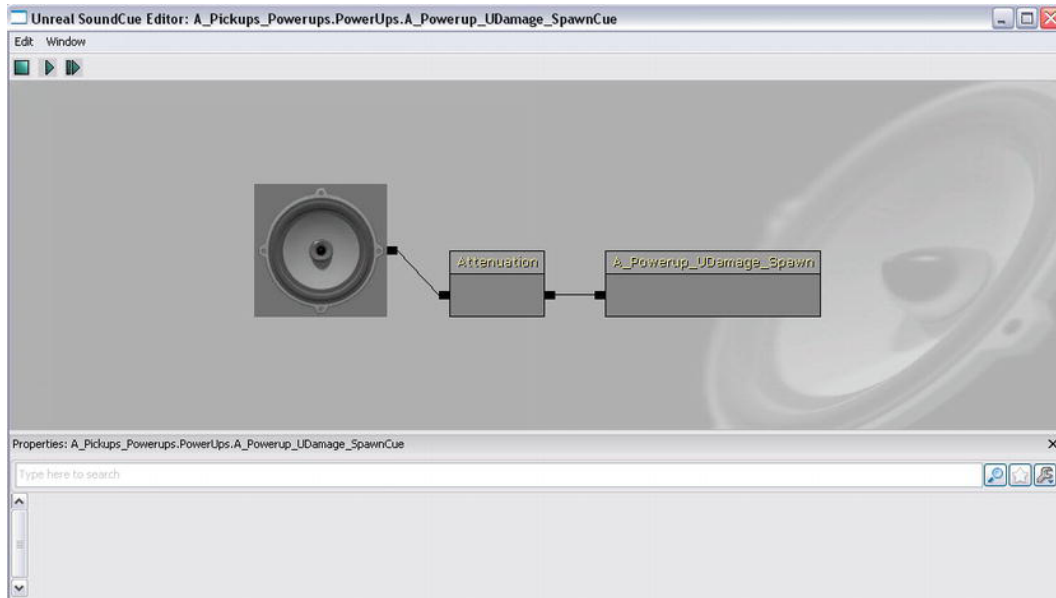 Unreal SoundCue Editor: A_Pickups_Powerups.PowerUps.A_Powerup_UDamage_SpawnCue
Edit Window
Attenuation
A_Powerup_UDamage_Spawn
Properties: A_Pickups_Powerups.PowerUps.A_Powerup_UDamage_SpawnCue
Type here to search